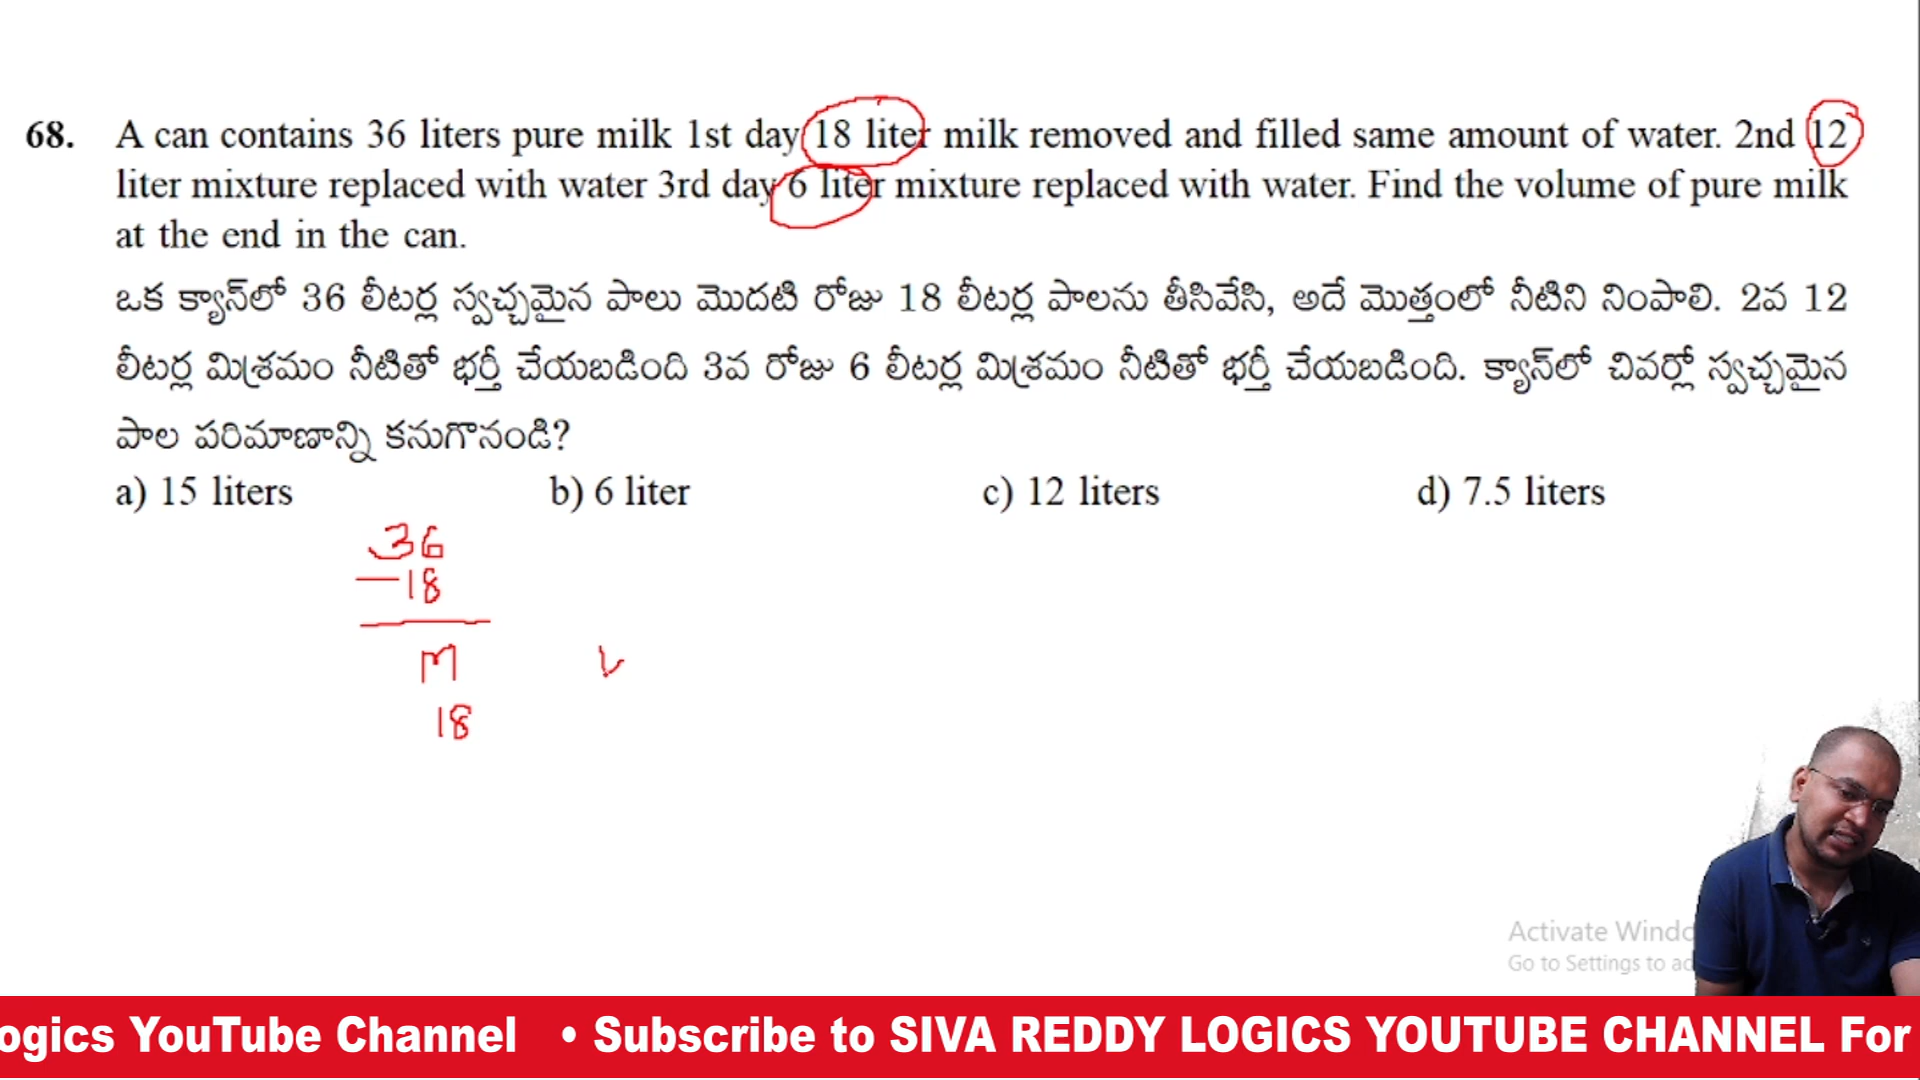 68. A can contains 36 liters pure milk 1st day 18 liter milk removed and filled same amount of water. 2nd 12
liter mixture replaced with water 3rd day 6 liter mixture replaced with water. Find the volume of pure milk
at the end in the can.
ఒక క్యాన్‌లో 36 లీటర్ల స్వచ్ఛమైన పాలు మొదటి రోజు 18 లీటర్ల పాలను తీసివేసి, అదే మొత్తంలో నీటిని నింపాలి. 2వ 12
లీటర్ల మిశ్రమం నీటితో భర్తీ చేయబడింది 3వ రోజు 6 లీటర్ల మిశ్రమం నీటితో భర్తీ చేయబడింది. క్యాన్‌లో చివర్లో స్వచ్ఛమైన
పాల పరిమాణాన్ని కనుగొనండి?
a) 15 liters b) 6 liter c) 12 liters d) 7.5 liters
36
-18
M
18
Activate
Go to Settings to
YouTube Channel • Subscribe to SIVA REDDY LOGICS YOUTUBE CHANNEL For